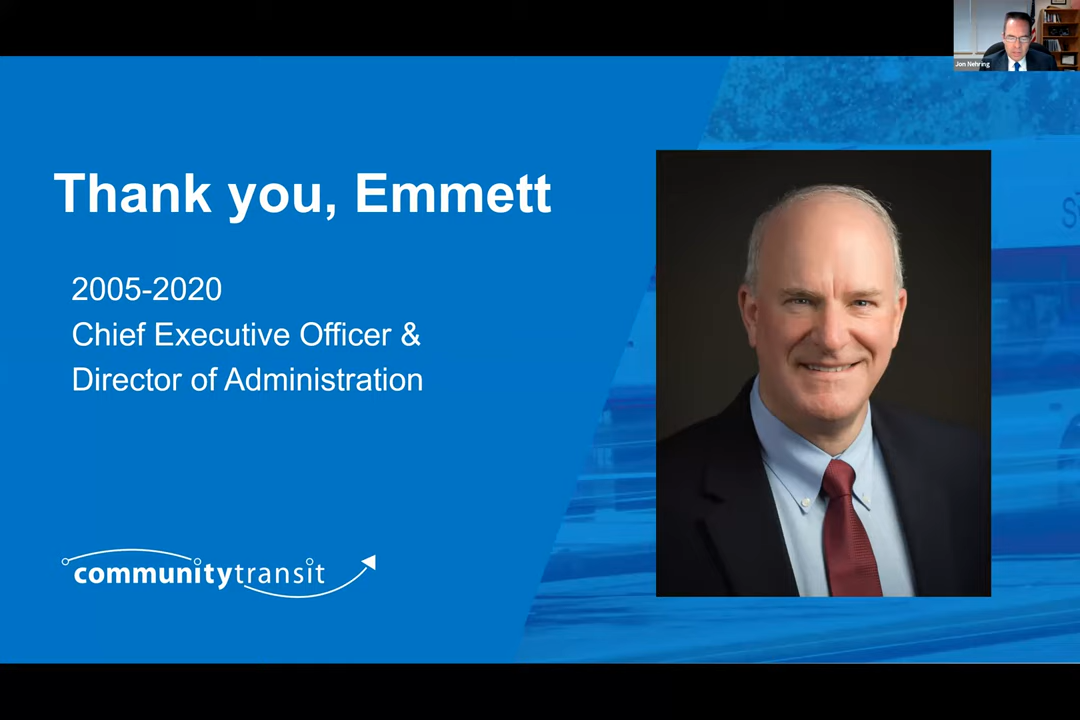 Jon Nehring
Thank you, Emmett
2005-2020
Chief Executive Officer &
Director of Administration
communitytransit